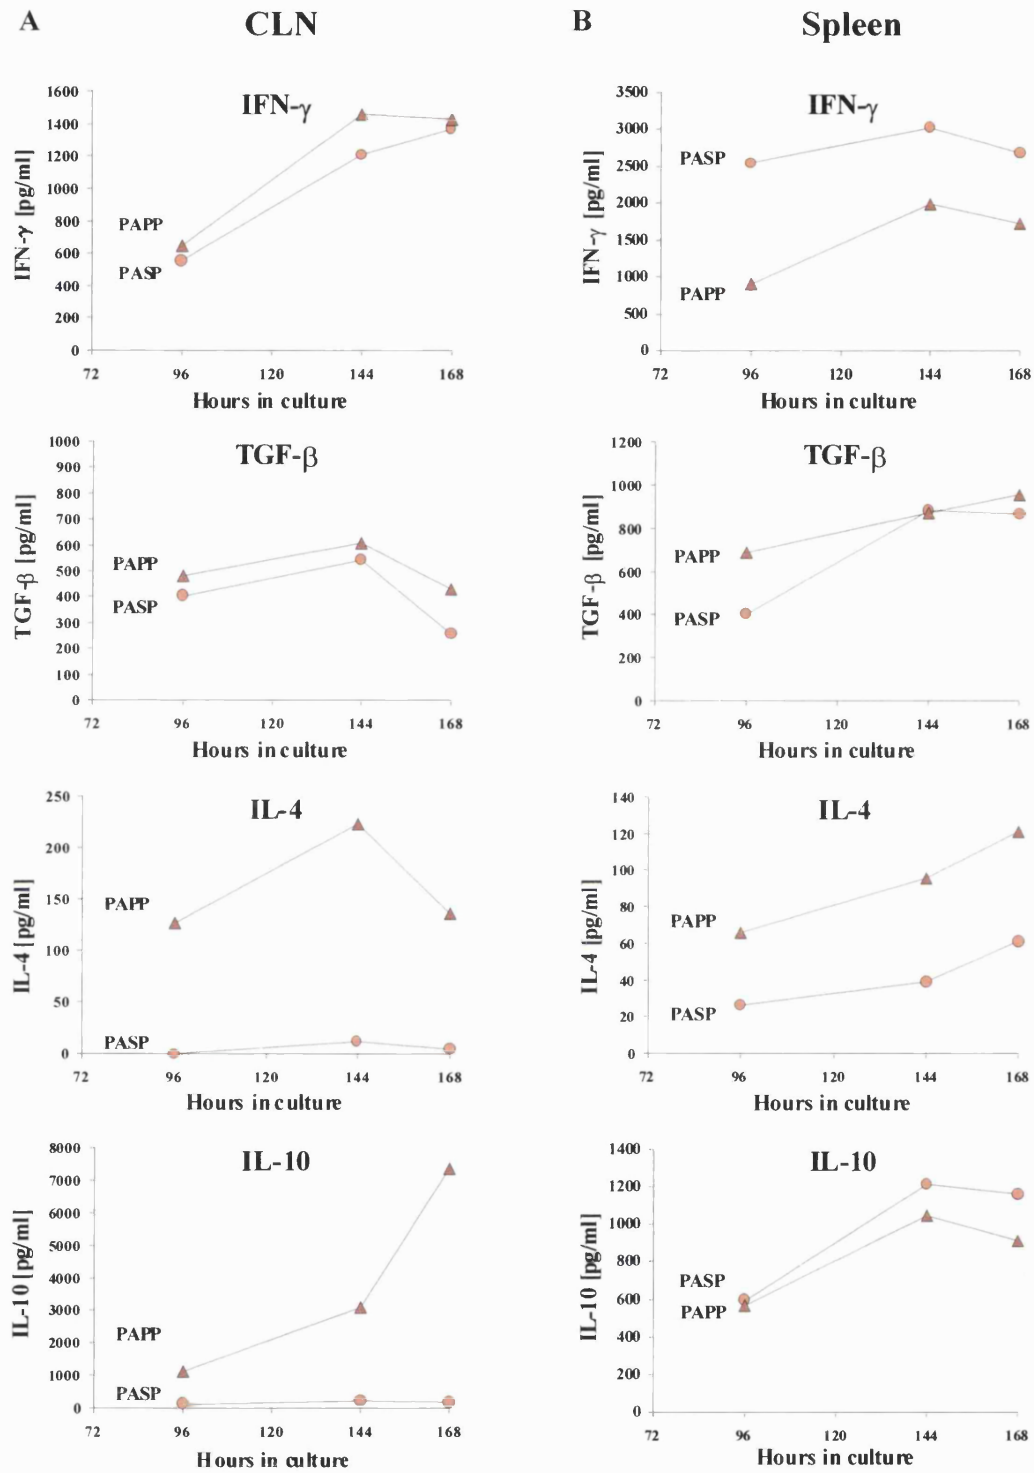 A
CLN
B
Spleen
IFN-γ
IFN-γ [pg/ml]
1600
1400
1200
1000
800
600
400
200
0
PAPP
PASP
72 96 120 144 168
Hours in culture
IFN-γ
IFN-γ [pg/ml]
3500
3000
2500
2000
1500
1000
500
0
PASP
PAPP
72 96 120 144 168
Hours in culture
TGF-β
TGF-β [pg/ml]
1000
900
800
700
600
500
400
300
200
100
0
PAPP
PASP
72 96 120 144 168
Hours in culture
TGF-β
TGF-β [pg/ml]
1200
1000
800
600
400
200
0
PAPP
PASP
72 96 120 144 168
Hours in culture
IL-4
IL-4 [pg/ml]
250
200
150
100
50
0
PAPP
PASP
72 96 120 144 168
Hours in culture
IL-4
IL-4 [pg/ml]
140
120
100
80
60
40
20
0
PAPP
PASP
72 96 120 144 168
Hours in culture
IL-10
IL-10 [pg/ml]
8000
7000
6000
5000
4000
3000
2000
1000
0
PAPP
PASP
72 96 120 144 168
Hours in culture
IL-10
IL-10 [pg/ml]
1400
1200
1000
800
600
400
200
0
PASP
PAPP
72 96 120 144 168
Hours in culture